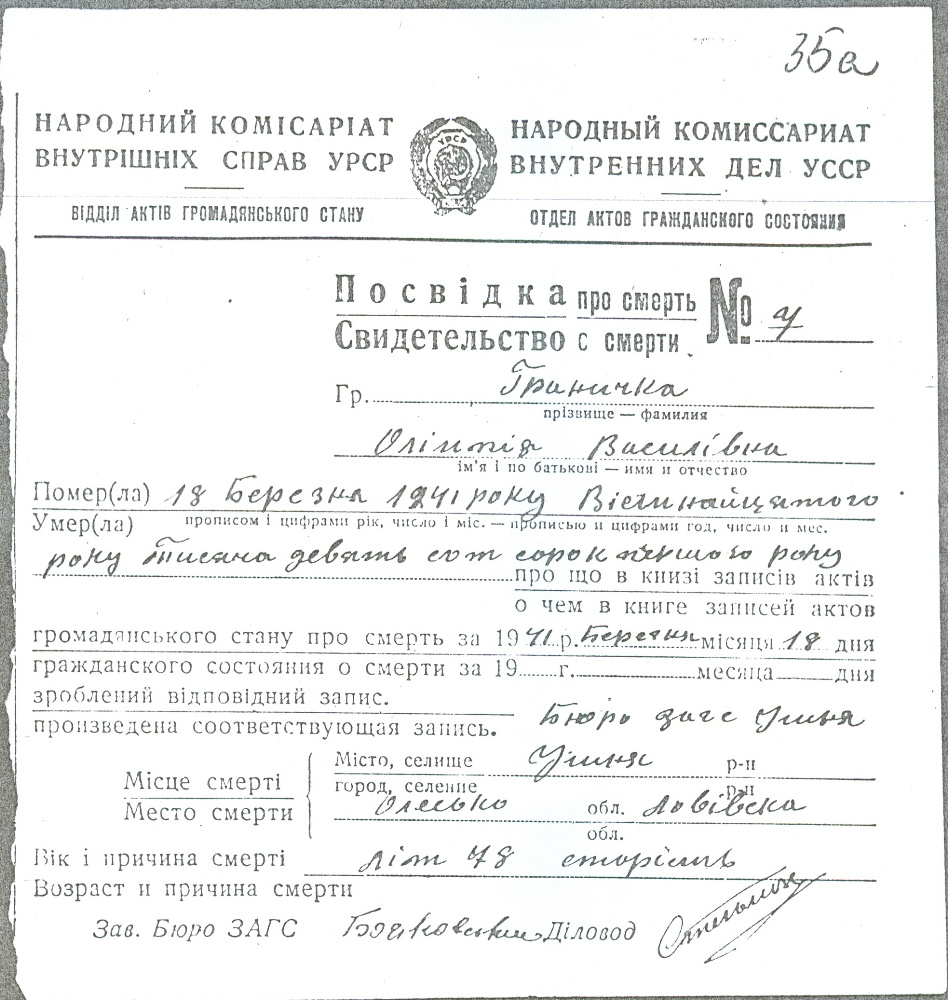 35а
НАРОДНИЙ КОМІСАРІАТ
ВНУТРІШНІХ СПРАВ УРСР
ВІДДІЛ АКТІВ ГРОМАДЯНСЬКОГО СТАНУ
УРСР
НАРОДНЫЙ КОМИССАРИАТ
ВНУТРЕННИХ ДЕЛ УССР
ОТДЕЛ АКТОВ ГРАЖДАНСКОГО СОСТОЯНИЯ
Посвідка про смерть
Свидетельство с смерти
№
Гр. Граничка
прізвище — фамилия
Олімпія Василівна
ім'я і по батькові — имя и отчество
Помер(ла) 18 Березня 1941 року Вісімнайцятого
Умер(ла) прописом і цифрами рік, число і міс. — прописью и цифрами год, число и мес.
року Тисяча девять сот сорок першого року
про що в книзі записів актів
о чем в книге записей актов
громадянського стану про смерть за 1941 р. Березня місяця 18 дня
гражданского состояния о смерти за 19 г. месяца дня
зроблений відповідний запис.
произведена соответствующая запись. Бюро загс Ушня
Місце смерті
Место смерти
Місто, селище Ушня р-н
город, селение р-н
Олесько обл. Львівска
обл.
Вік і причина смерті літ 78 старість
Возраст и причина смерти
Зав. Бюро ЗАГС Діловод